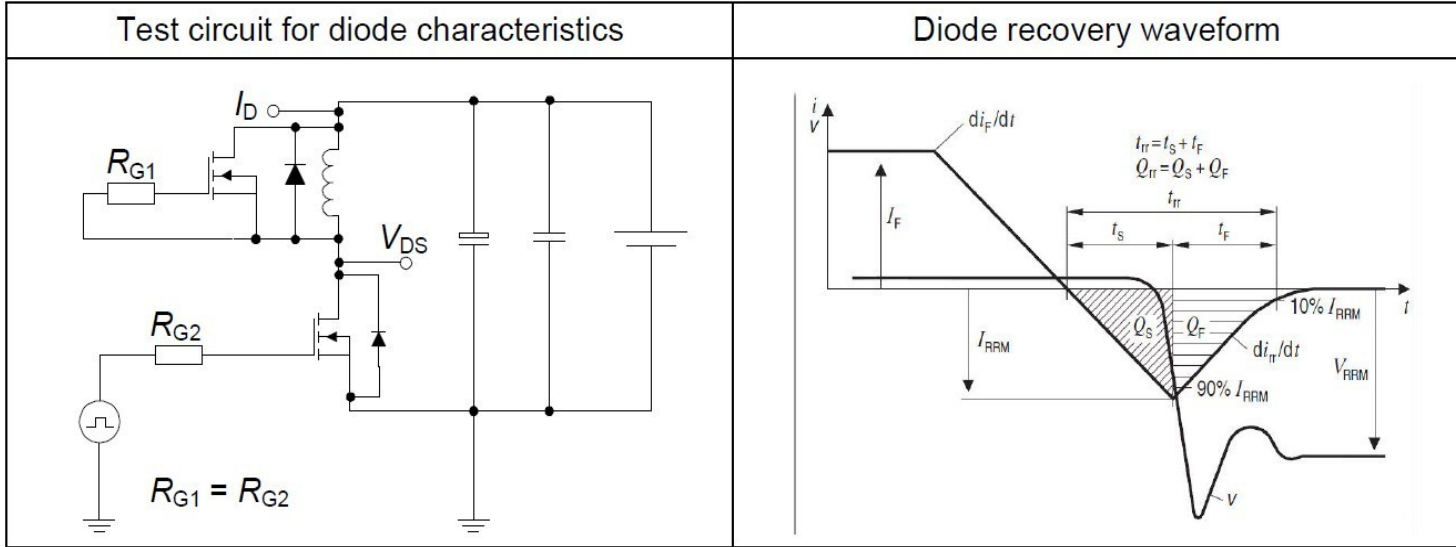 Test circuit for diode characteristics
Diode recovery waveform
I_D
R_G1
V_DS
R_G2
R_G1 = R_G2
i
V
di_F/dt
t_rr=t_S + t_F
Q_rr=Q_S + Q_F
t_rr
I_F
t_S
t_F
Q_S
Q_F
10% I_RRM
t
I_RRM
di_rr/dt
V_RRM
90% I_RRM
v